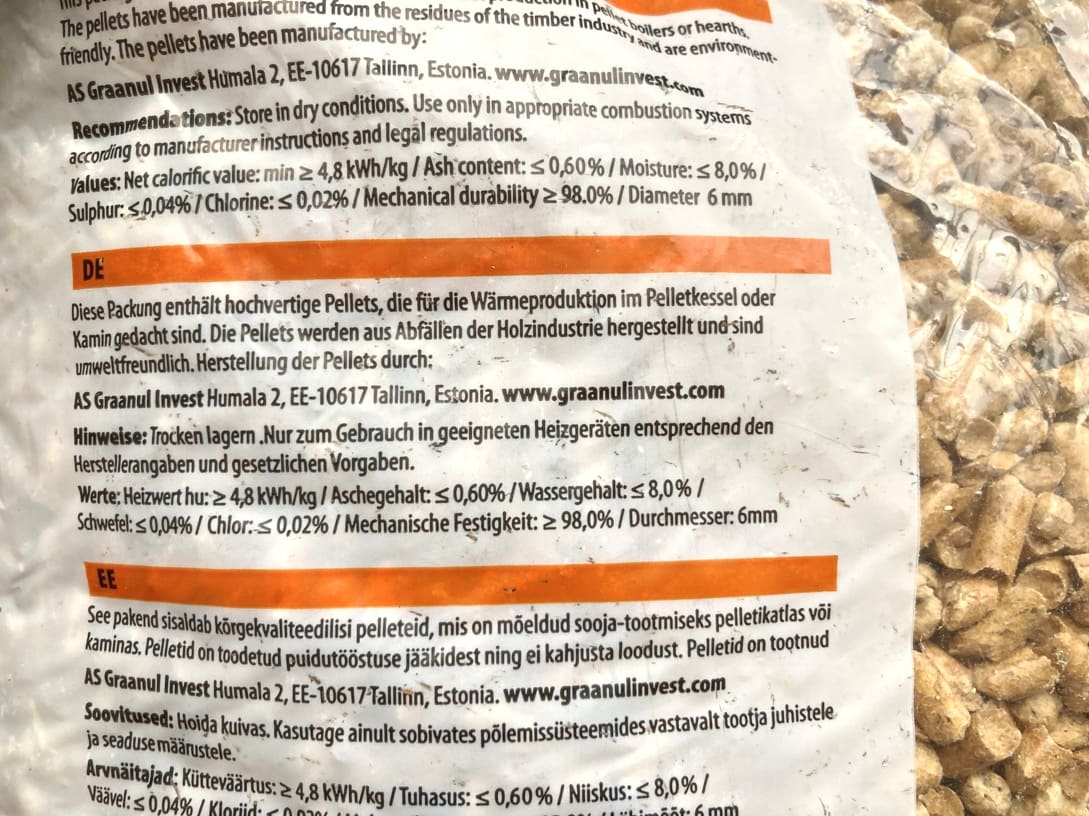 The pellets have been manufactured from the residues of the timber industry and are environment-
friendly. The pellets have been manufactured by:
AS Graanul Invest Humala 2, EE-10617 Tallinn, Estonia. www.graanulinvest.com
Recommendations: Store in dry conditions. Use only in appropriate combustion systems
according to manufacturer instructions and legal regulations.
Values: Net calorific value: min ≥ 4,8 kWh/kg / Ash content: ≤ 0,60% / Moisture: ≤ 8,0% /
Sulphur: ≤ 0,04% / Chlorine: ≤ 0,02% / Mechanical durability ≥ 98.0% / Diameter 6 mm
DE
Diese Packung enthält hochvertige Pellets, die für die Wärmeproduktion im Pelletkessel oder
Kamin gedacht sind. Die Pellets werden aus Abfällen der Holzindustrie hergestellt und sind
umweltfreundlich. Herstellung der Pellets durch:
AS Graanul Invest Humala 2, EE-10617 Tallinn, Estonia. www.graanulinvest.com
Hinweise: Trocken lagern .Nur zum Gebrauch in geeigneten Heizgeräten entsprechend den
Herstellerangaben und gesetzlichen Vorgaben.
Werte: Heizwert hu: ≥ 4,8 kWh/kg / Aschegehalt: ≤ 0,60% / Wassergehalt: ≤ 8,0% /
Schwefel: ≤ 0,04% / Chlor: ≤ 0,02% / Mechanische Festigkeit: ≥ 98,0% / Durchmesser: 6mm
EE
See pakend sisaldab kõrgekvaliteedilisi pelleteid, mis on mõeldud sooja-tootmiseks pelletikatlas või
kaminas. Pelletid on toodetud puidutööstuse jääkidest ning ei kahjusta loodust. Pelletid on tootnud
AS Graanul Invest Humala 2, EE-10617 Tallinn, Estonia. www.graanulinvest.com
Soovitused: Hoida kuivas. Kasutage ainult sobivates põlemissüsteemides vastavalt tootja juhistele
ja seaduse määrustele.
Arvnäitajad: Kütteväärtus: ≥ 4,8 kWh/kg / Tuhasus: ≤ 0,60% / Niiskus: ≤ 8,0% /
Väävel: ≤ 0,04% / Kloriid: ≤ 6 mm